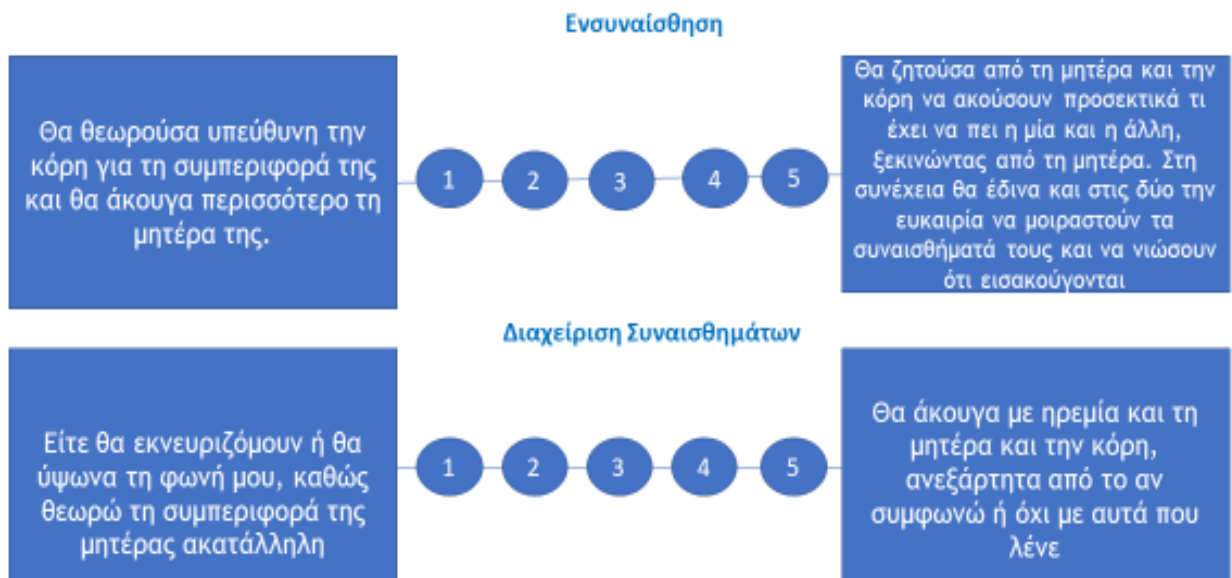 Ενσυναίσθηση
Θα θεωρούσα υπεύθυνη την
κόρη για τη συμπεριφορά της
και θα άκουγα περισσότερο τη
μητέρα της.
1 2 3 4 5
Θα ζητούσα από τη μητέρα και την
κόρη να ακούσουν προσεκτικά τι
έχει να πει η μία και η άλλη,
ξεκινώντας από τη μητέρα. Στη
συνέχεια θα έδινα και στις δύο την
ευκαιρία να μοιραστούν τα
συναισθήματά τους και να νιώσουν
ότι εισακούγονται
Διαχείριση Συναισθημάτων
Είτε θα εκνευριζόμουν ή θα
ύψωνα τη φωνή μου, καθώς
θεωρώ τη συμπεριφορά της
μητέρας ακατάλληλη
1 2 3 4 5
Θα άκουγα με ηρεμία και τη
μητέρα και την κόρη,
ανεξάρτητα από το αν
συμφωνώ ή όχι με αυτά που
λένε